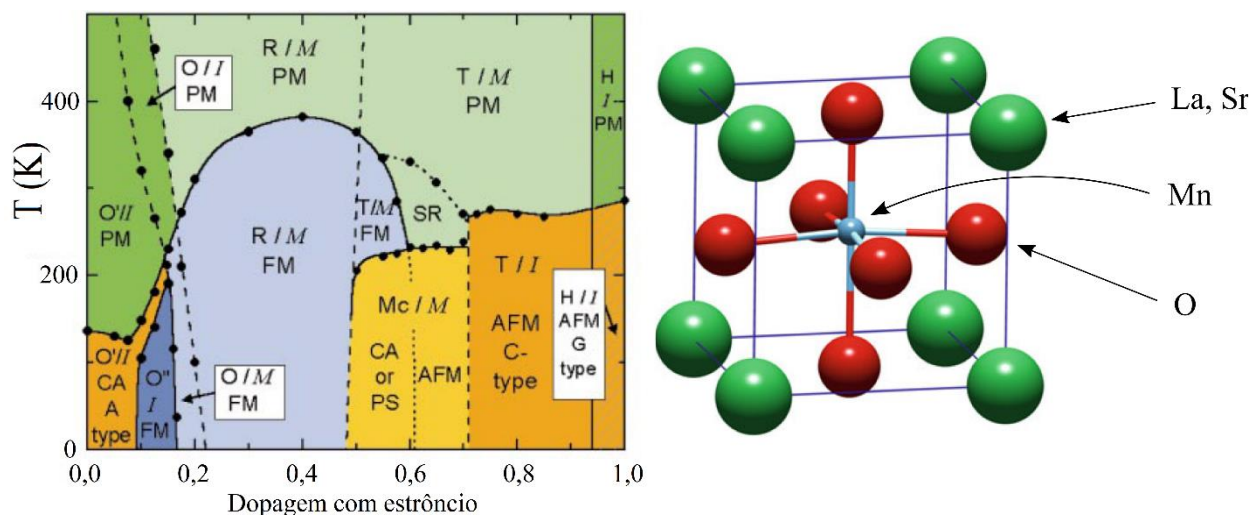 T (K)
400
200
0
0,0
0,2
0,4
0,6
0,8
1,0
Dopagem com estrôncio
O / I
PM
R / M
PM
T / M
PM
H
I
PM
O'/I
PM
R / M
FM
T/M
FM
SR
O'/I
CA
A
type
O''
I
FM
O / M
FM
Mc / M
CA
or
PS
AFM
T / I
AFM
C-
type
H / I
AFM
G
type
La, Sr
Mn
O